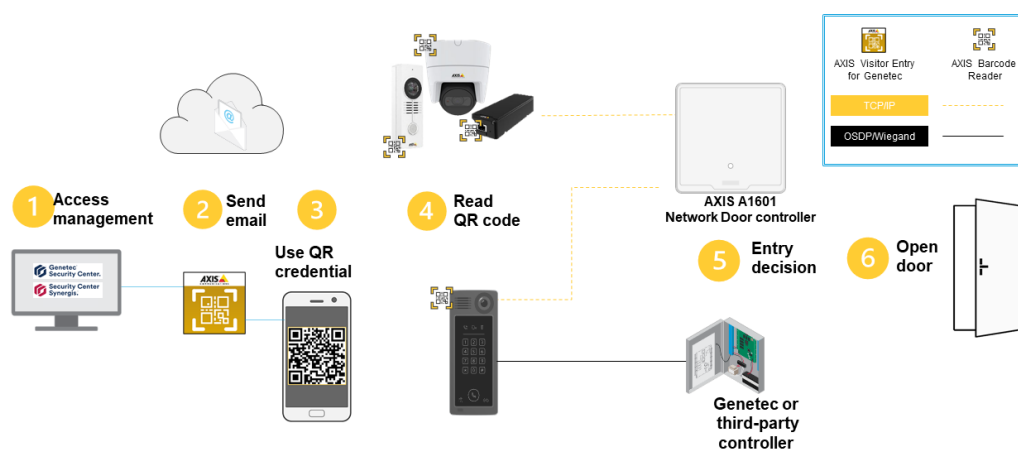 AXIS Visitor Entry
for Genetec
AXIS Barcode
Reader
TCP/IP
OSDP/Wiegand
@
1
Access
management
2
Send
email
3
Use QR
credential
4
Read
QR code
AXIS A1601
Network Door controller
5
Entry
decision
6
Open
door
Genetec
Security Center.
Security Center
Synergis.
AXIS
Genetec or
third-party
controller